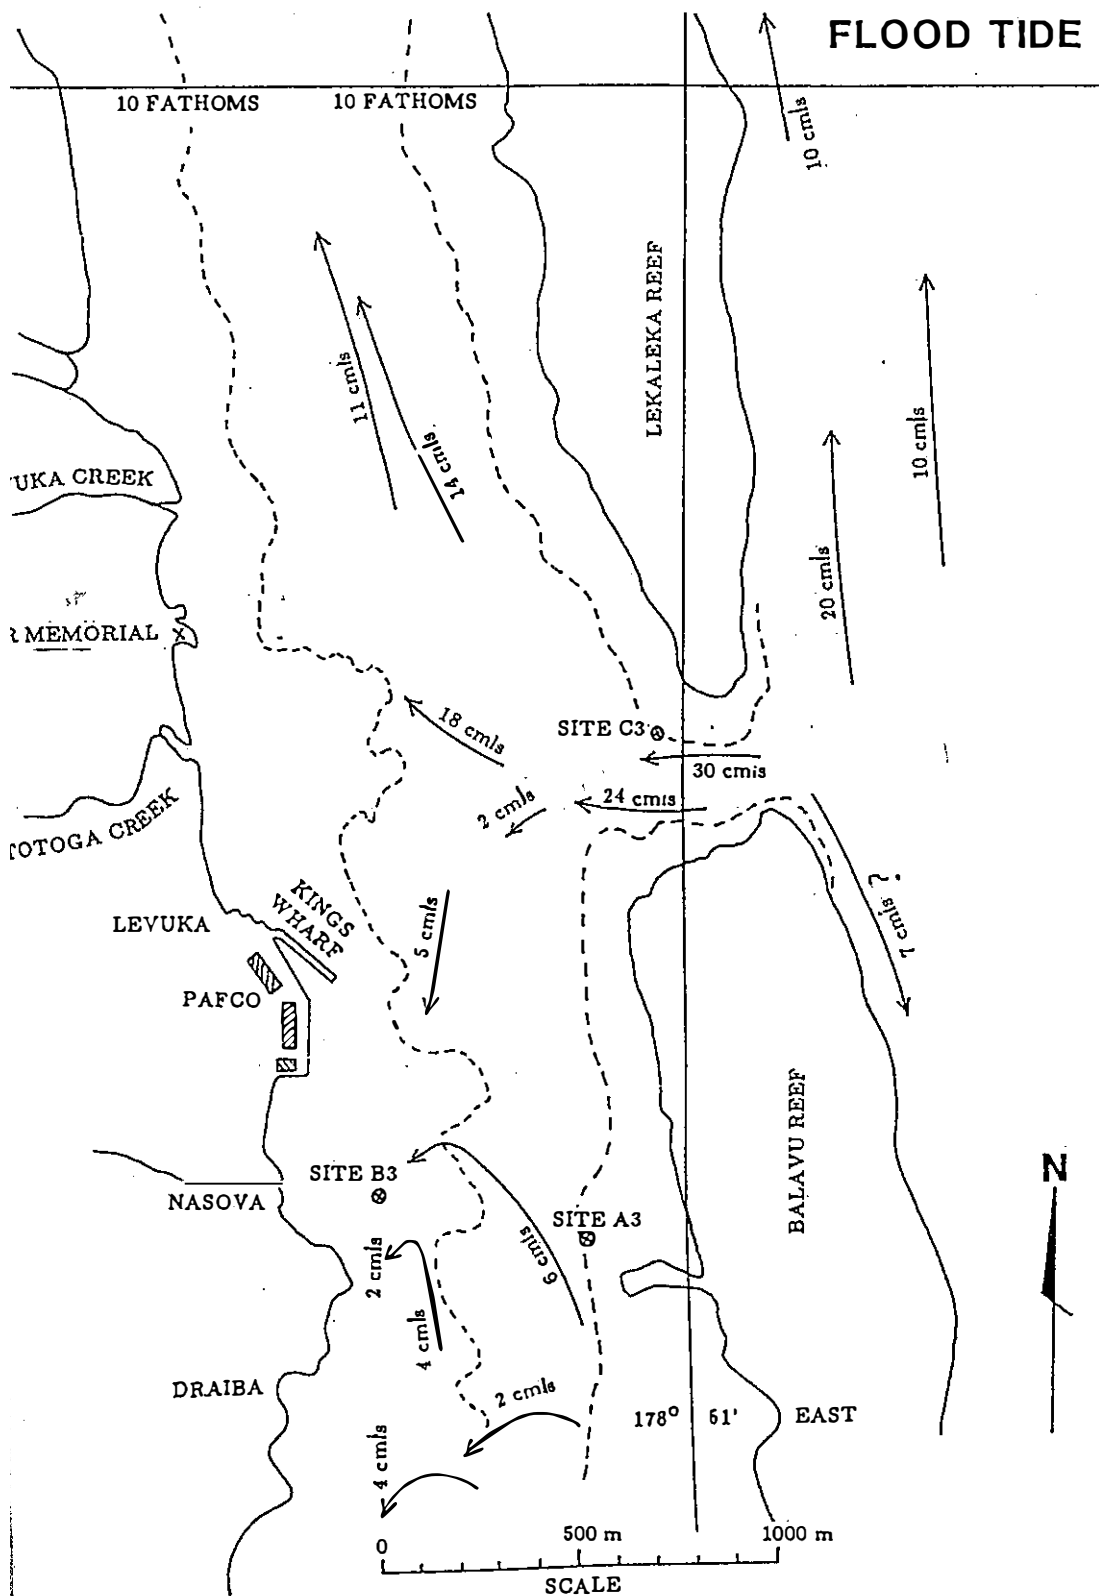 FLOOD TIDE
10 FATHOMS
10 FATHOMS
10 cm/s
LEKALEKA REEF
11 cm/s
14 cm/s
10 cm/s
20 cm/s
UKA CREEK
R MEMORIAL
18 cm/s
SITE C3
30 cm/s
24 cm/s
2 cm/s
TOTOGA CREEK
7 cm/s ?
KINGS
WHARF
LEVUKA
5 cm/s
PAFCO
BALAVU REEF
N
SITE B3
NASOVA
SITE A3
6 cm/s
2 cm/s
4 cm/s
DRAIBA
2 cm/s
178° 51' EAST
4 cm/s
0 500 m 1000 m
SCALE